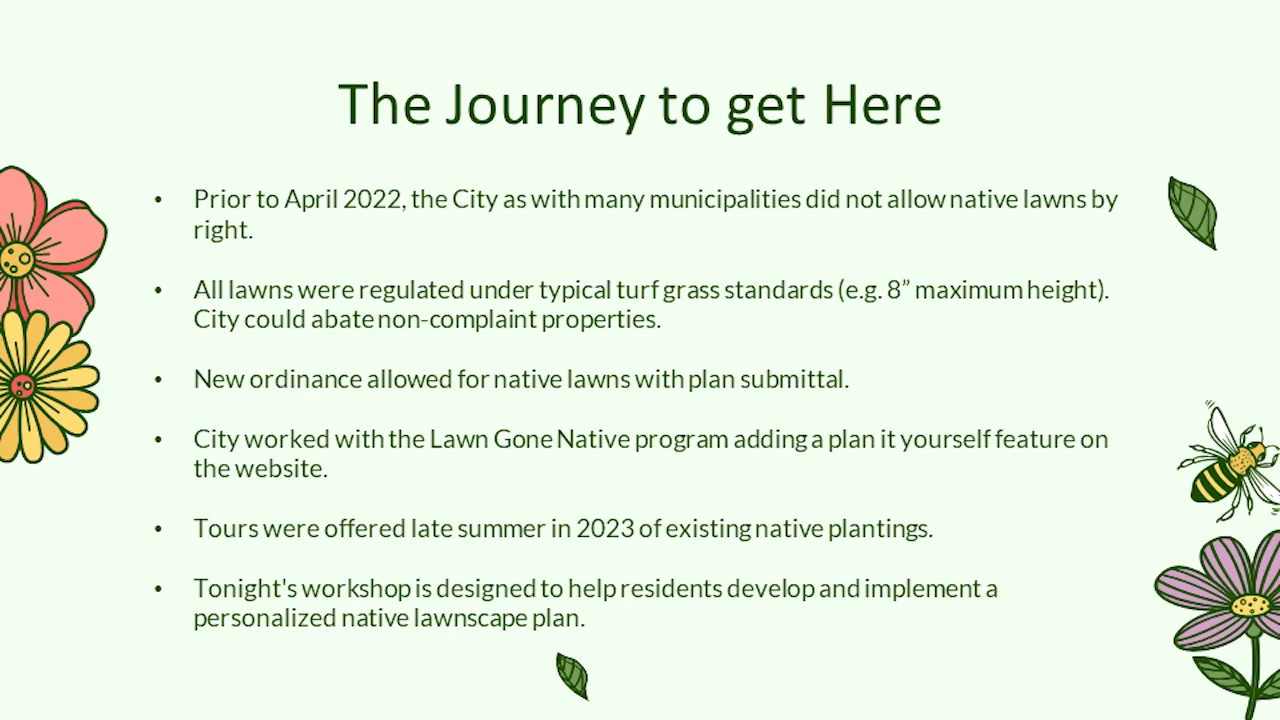 The Journey to get Here
• Prior to April 2022, the City as with many municipalities did not allow native lawns by
right.
• All lawns were regulated under typical turf grass standards (e.g. 8” maximum height).
City could abate non-complaint properties.
• New ordinance allowed for native lawns with plan submittal.
• City worked with the Lawn Gone Native program adding a plan it yourself feature on
the website.
• Tours were offered late summer in 2023 of existing native plantings.
• Tonight's workshop is designed to help residents develop and implement a
personalized native lawnscape plan.